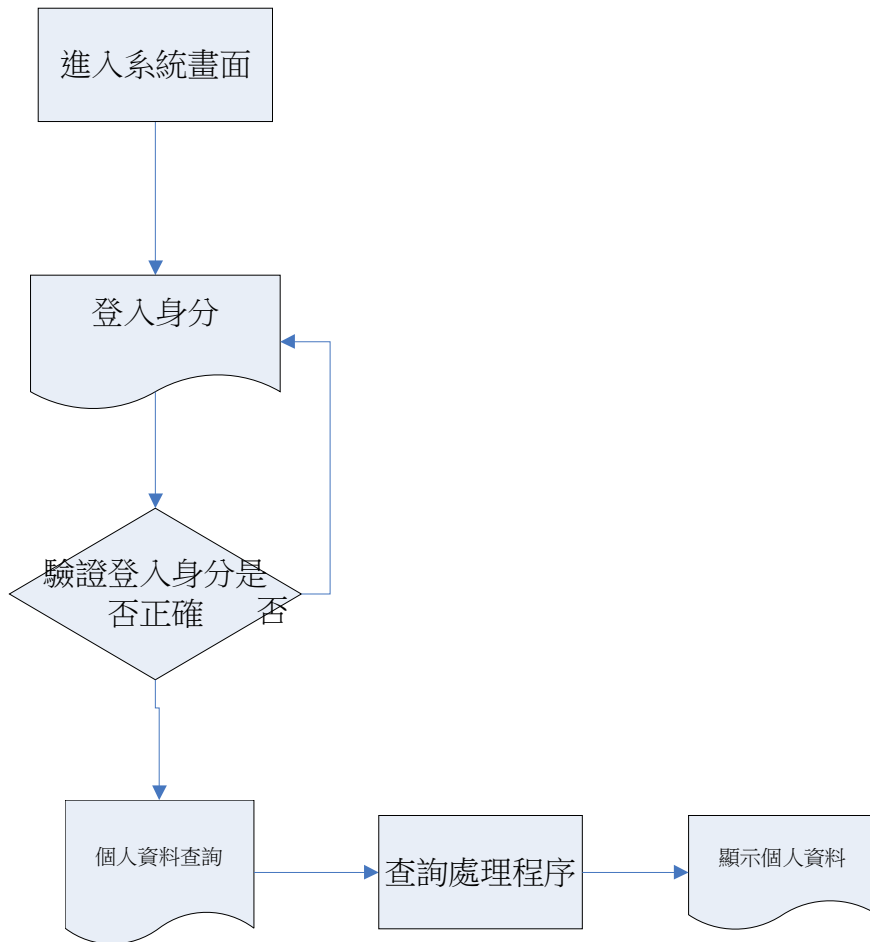 進入系統畫面
登入身分
驗證登入身分是
否正確
否
個人資料查詢
查詢處理程序
顯示個人資料